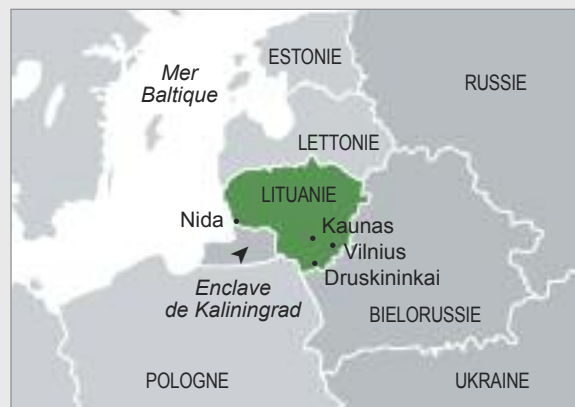 ESTONIE
Mer
Baltique
RUSSIE
LETTONIE
LITUANIE
Nida
Kaunas
Vilnius
Druskininkai
Enclave
de Kaliningrad
BIELORUSSIE
POLOGNE
UKRAINE